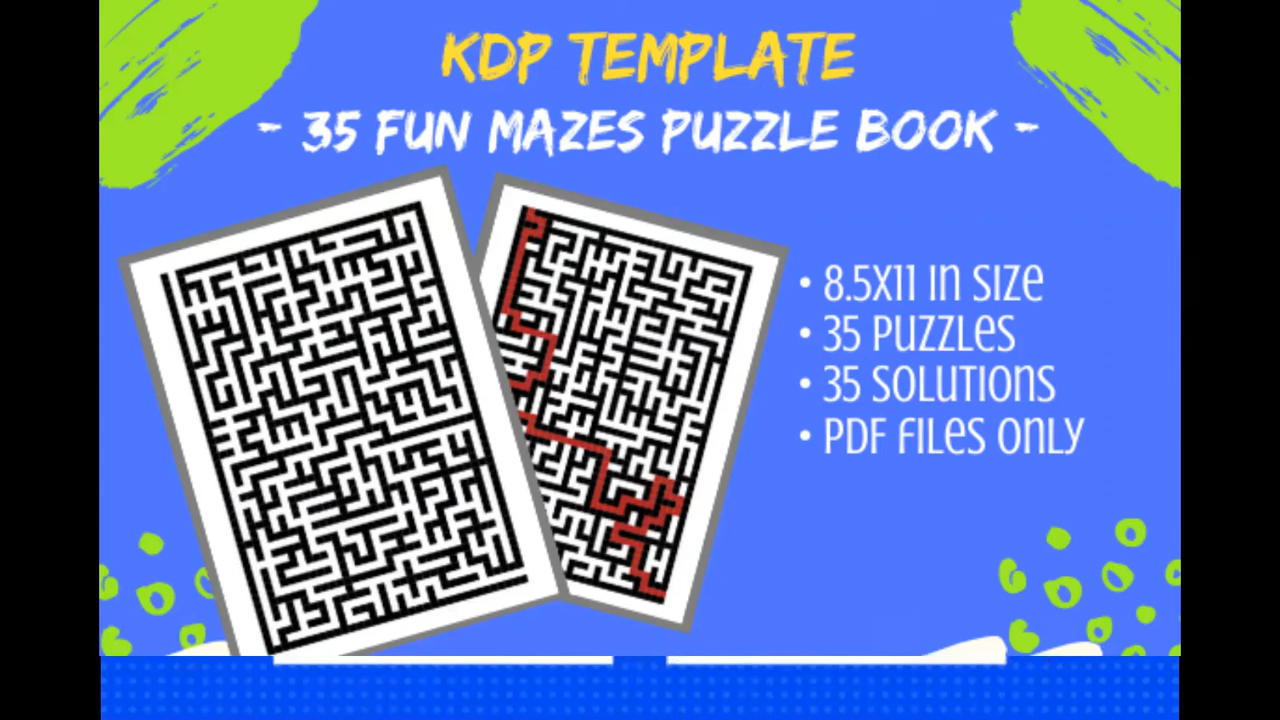 KDP TEMPLATE
- 35 FUN MAZES PUZZLE BOOK -
• 8.5X11 IN SIZE
• 35 PUZZLES
• 35 SOLUTIONS
• PDF FILES ONLY